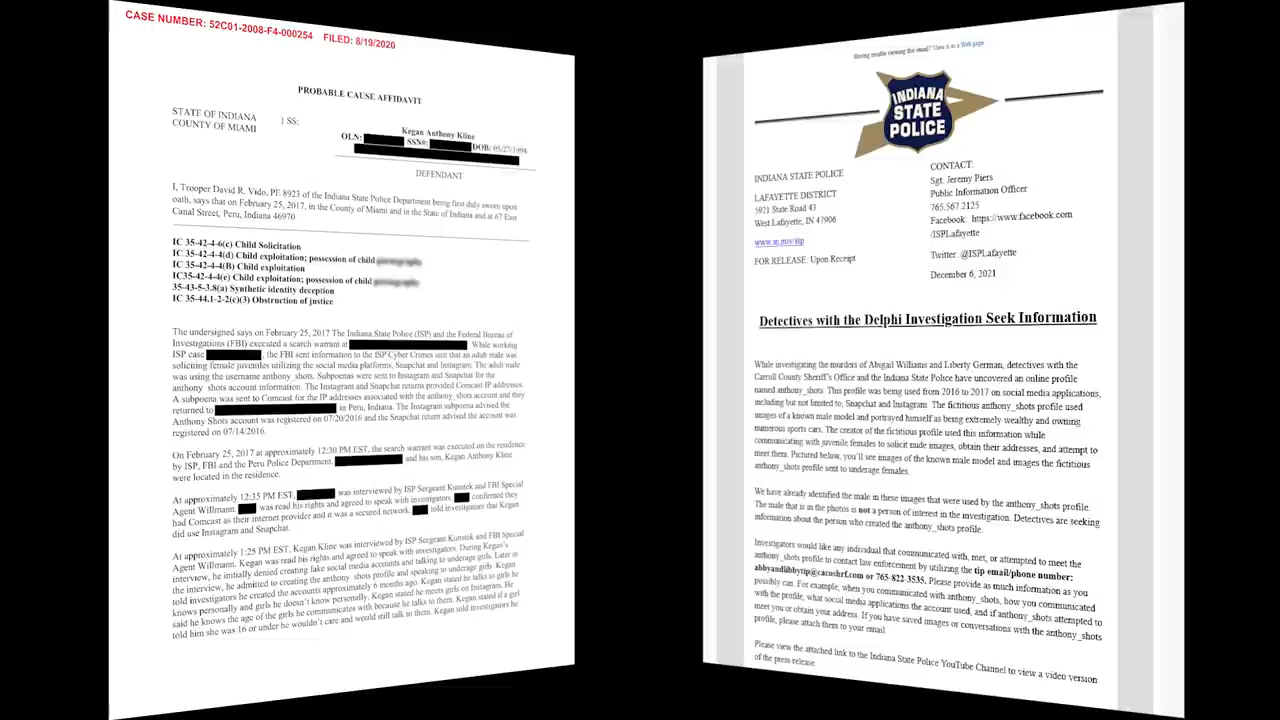 CASE NUMBER: 52C01-2008-F4-000254 FILED: 8/19/2020
PROBABLE CAUSE AFFIDAVIT
STATE OF INDIANA
COUNTY OF MIAMI
) SS:
Kegan Anthony Kline
OLN: SSN#: DOB: 05/27/1994
DEFENDANT
I, Trooper David R. Vido, PE 8923 of the Indiana State Police Department being first duly sworn upon
oath, says that on February 25, 2017, in the County of Miami and in the State of Indiana and at 67 East
Canal Street, Peru, Indiana 46970
IC 35-42-4-6(c) Child Solicitation
IC 35-42-4-4(d) Child exploitation; possession of child
IC 35-42-4-4(B) Child exploitation
IC 35-42-4-4(e) Child exploitation; possession of child
35-43-5-3.8(a) Synthetic identity deception
IC 35-44.1-2-2(c)(3) Obstruction of justice
The undersigned says on February 25, 2017 The Indiana State Police (ISP) and the Federal Bureau of
Investigations (FBI) executed a search warrant at While working
ISP case , the FBI sent information to the ISP Cyber Crimes unit that an adult male was
soliciting female juveniles utilizing the social media platforms, Snapchat and Instagram. The adult male
was using the username anthony_shots. Subpoenas were sent to Instagram and Snapchat for the
anthony_shots account information. The Instagram and Snapchat returns provided Comcast IP addresses.
A subpoena was sent to Comcast for the IP addresses associated with the anthony_shots account and they
returned to in Peru, Indiana. The Instagram subpoena advised the
Anthony Shots account was registered on 07/20/2016 and the Snapchat return advised the account was
registered on 07/14/2016.
On February 25, 2017 at approximately 12:30 PM EST, the search warrant was executed on the residence
by ISP, FBI and the Peru Police Department. and his son, Kegan Anthony Kline
were located in the residence.
At approximately 12:35 PM EST, was interviewed by ISP Sergeant Kunstek and FBI Special
Agent Willmann. was read his rights and agreed to speak with investigators. confirmed they
had Comcast as their internet provider and it was a secured network. told investigators that Kegan
did use Instagram and Snapchat.
At approximately 1:25 PM EST, Kegan Kline was interviewed by ISP Sergeant Kunstek and FBI Special
Agent Willmann. Kegan was read his rights and agreed to speak with investigators. During Kegan's
interview, he initially denied creating fake social media accounts and talking to underage girls. Later in
the interview, he admitted to creating the anthony_shots profile and speaking to underage girls. Kegan
told investigators he created the accounts approximately 6 months ago. Kegan stated he talks to girls he
knows personally and girls he doesn't know personally. Kegan stated he meets girls on Instagram. He
said he knows the age of the girls he communicates with because he talks to them. Kegan stated if a girl
told him she was 16 or under he wouldn't care and would still talk to them. Kegan told investigators he
Having trouble viewing this email? View it as a Web page
INDIANA
STATE
POLICE
INDIANA STATE POLICE
LAFAYETTE DISTRICT
5921 State Road 43
West Lafayette, IN 47906
www.in.gov/isp
FOR RELEASE: Upon Receipt
CONTACT:
Sgt. Jeremy Piers
Public Information Officer
765.567.2125
Facebook: https://www.facebook.com
/ISPLafayette
Twitter: @ISPLafayette
December 6, 2021
Detectives with the Delphi Investigation Seek Information
While investigating the murders of Abigail Williams and Liberty German, detectives with the
Carroll County Sheriff's Office and the Indiana State Police have uncovered an online profile
named anthony_shots. This profile was being used from 2016 to 2017 on social media applications,
including but not limited to, Snapchat and Instagram. The fictitious anthony_shots profile used
images of a known male model and portrayed himself as being extremely wealthy and owning
numerous sports cars. The creator of the fictitious profile used this information while
communicating with juvenile females to solicit nude images, obtain their addresses, and attempt to
meet them. Pictured below, you'll see images of the known male model and images the fictitious
anthony_shots profile sent to underage females.
We have already identified the male in these images that were used by the anthony_shots profile.
The male that is in the photos is not a person of interest in the investigation. Detectives are seeking
information about the person who created the anthony_shots profile.
Investigators would like any individual that communicated with, met, or attempted to meet the
anthony_shots profile to contact law enforcement by utilizing the tip email/phone number:
abbyandlibbytip@cacoshrf.com or 765-822-3535. Please provide as much information as you
possibly can. For example, when you communicated with anthony_shots, how you communicated
with the profile, what social media applications the account used, and if anthony_shots attempted to
meet you or obtain your address. If you have saved images or conversations with the anthony_shots
profile, please attach them to your email.
Please view the attached link to the Indiana State Police YouTube Channel to view a video version
of the press release.